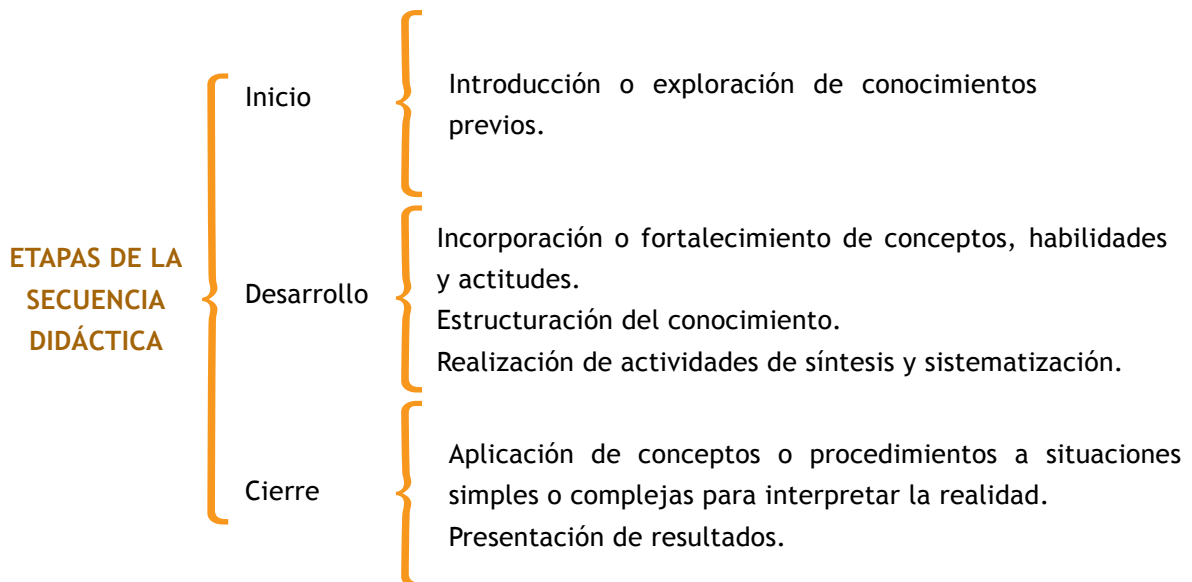 ETAPAS DE LA
SECUENCIA
DIDÁCTICA
Inicio
Introducción o exploración de conocimientos
previos.
Desarrollo
Incorporación o fortalecimiento de conceptos, habilidades
y actitudes.
Estructuración del conocimiento.
Realización de actividades de síntesis y sistematización.
Cierre
Aplicación de conceptos o procedimientos a situaciones
simples o complejas para interpretar la realidad.
Presentación de resultados.